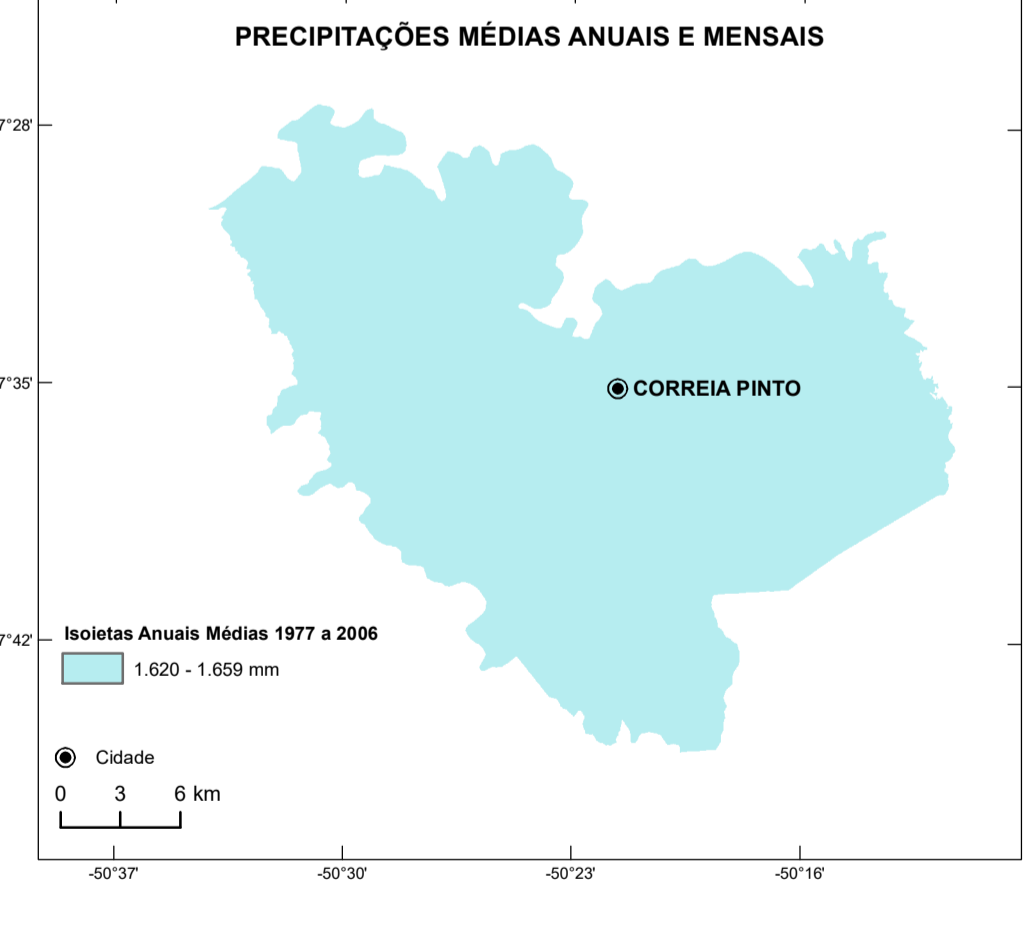 PRECIPITAÇÕES MÉDIAS ANUAIS E MENSAIS
7°28'
7°35'
CORREIA PINTO
7°42'
Isoietas Anuais Médias 1977 a 2006
1.620 - 1.659 mm
Cidade
0 3 6 km
-50°37' -50°30' -50°23' -50°16'